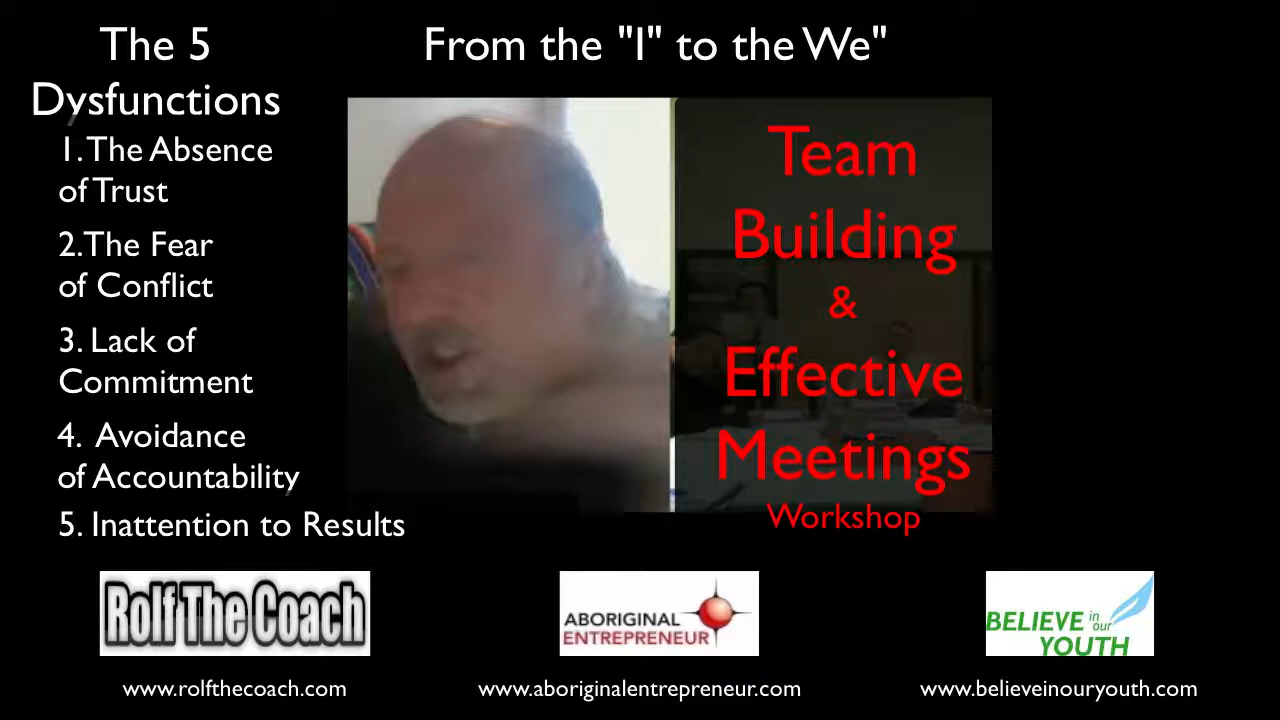 The 5
Dysfunctions
1. The Absence
of Trust
2. The Fear
of Conflict
3. Lack of
Commitment
4. Avoidance
of Accountability
5. Inattention to Results
From the "I" to the We"
Team
Building
&
Effective
Meetings
Workshop
Rolf The Coach
ABORIGINAL
ENTREPRENEUR
BELIEVE in our
YOUTH
www.rolfthecoach.com
www.aboriginalentrepreneur.com
www.believeinouryouth.com